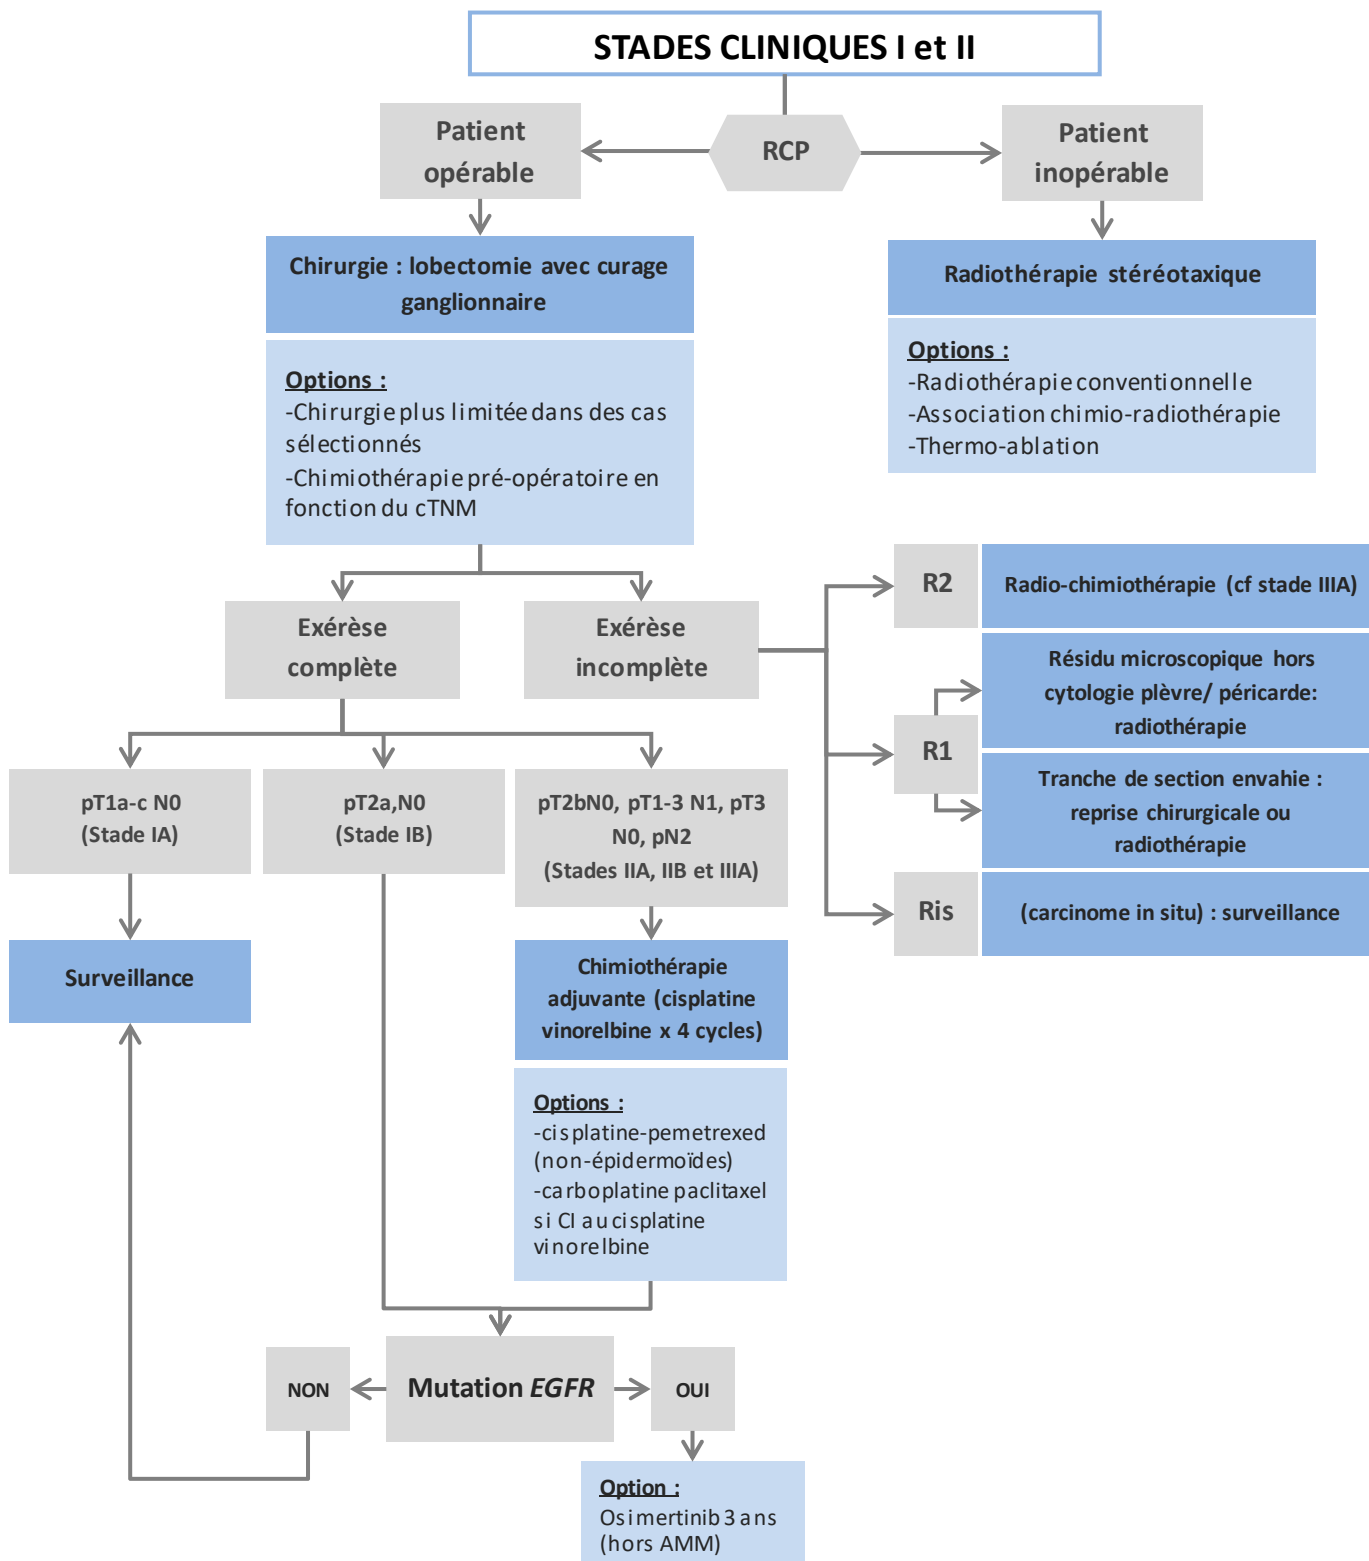 STADES CLINIQUES I et II
RCP
Patient
opérable
Patient
inopérable
Chirurgie : lobectomie avec curage
ganglionnaire
Options :
-Chirurgie plus limitée dans des cas
sélectionnés
-Chimiothérapie pré-opératoire en
fonction du cTNM
Radiothérapie stéréotaxique
Options :
-Radiothérapie conventionnelle
-Association chimio-radiothérapie
-Thermo-ablation
Exérèse
complète
Exérèse
incomplète
R2
Radio-chimiothérapie (cf stade IIIA)
R1
Résidu microscopique hors
cytologie plèvre/ péricarde:
radiothérapie
Tranche de section envahie :
reprise chirurgicale ou
radiothérapie
Ris
(carcinome in situ) : surveillance
pT1a-c N0
(Stade IA)
pT2a,N0
(Stade IB)
pT2bN0, pT1-3 N1, pT3
N0, pN2
(Stades IIA, IIB et IIIA)
Surveillance
Chimiothérapie
adjuvante (cisplatine
vinorelbine x 4 cycles)
Options :
-cisplatine-pemetrexed
(non-épidermoïdes)
-carboplatine paclitaxel
si CI au cisplatine
vinorelbine
NON
Mutation EGFR
OUI
Option :
Osimertinib 3 ans
(hors AMM)